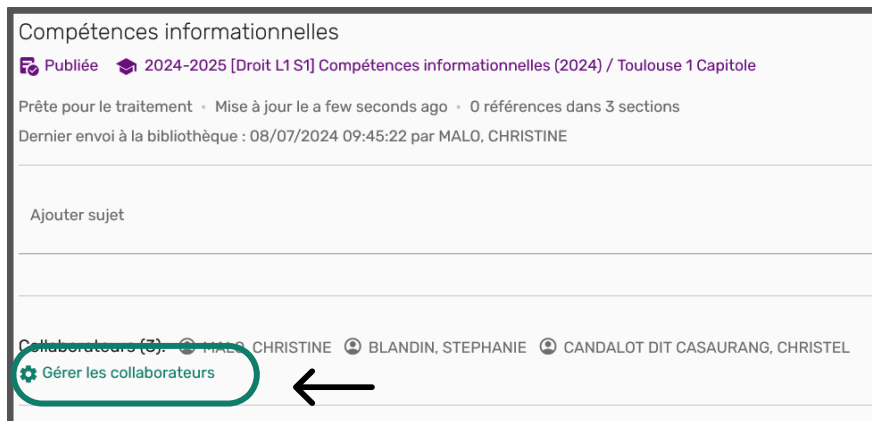 Compétences informationnelles
Publiée 2024-2025 [Droit L1 S1] Compétences informationnelles (2024) / Toulouse 1 Capitole
Prête pour le traitement • Mise à jour le a few seconds ago • 0 références dans 3 sections
Dernier envoi à la bibliothèque : 08/07/2024 09:45:22 par MALO, CHRISTINE
Ajouter sujet
Collaborateurs (3): MALO, CHRISTINE BLANDIN, STEPHANIE CANDALOT DIT CASAURANG, CHRISTEL
Gérer les collaborateurs